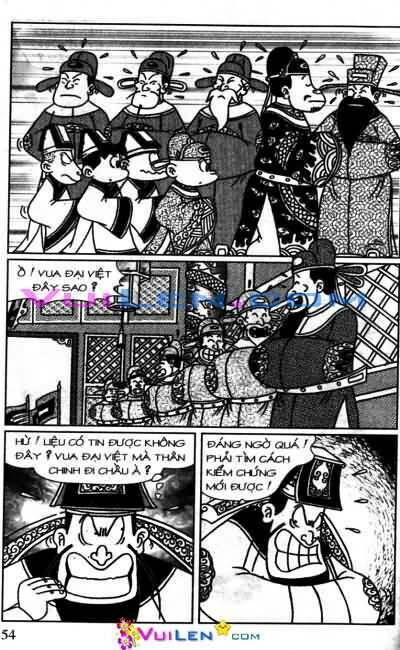 Ồ! VUA ĐẠI VIỆT
ĐÂY SAO?
VUILEN.COM
HỪ! LIỆU CÓ TIN ĐƯỢC KHÔNG
ĐÂY? VUA ĐẠI VIỆT MÀ THÂN
CHINH ĐI CHẦU À?
ĐÁNG NGỜ QUÁ!
PHẢI TÌM CÁCH
KIỂM CHỨNG
MỚI ĐƯỢC!
54
VUILEN.COM